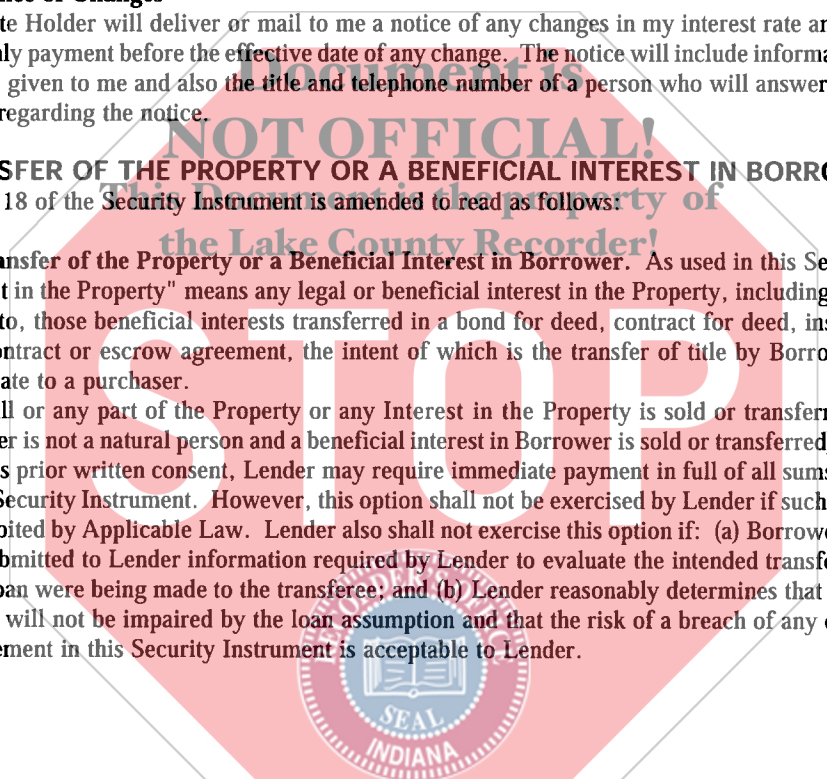 te Holder will deliver or mail to me a notice of any changes in my interest rate an
ly payment before the effective date of any change. The notice will include informa
given to me and also the title and telephone number of a person who will answer
regarding the notice.
Document is
NOT OFFICIAL!
SFER OF THE PROPERTY OR A BENEFICIAL INTEREST IN BORRO
This Document is the property of
18 of the Security Instrument is amended to read as follows:
the Lake County Recorder!
ansfer of the Property or a Beneficial Interest in Borrower. As used in this Se
t in the Property" means any legal or beneficial interest in the Property, including
to, those beneficial interests transferred in a bond for deed, contract for deed, ins
ontract or escrow agreement, the intent of which is the transfer of title by Borro
ate to a purchaser.
ll or any part of the Property or any Interest in the Property is sold or transferr
er is not a natural person and a beneficial interest in Borrower is sold or transferred
s prior written consent, Lender may require immediate payment in full of all sums
Security Instrument. However, this option shall not be exercised by Lender if such
bited by Applicable Law. Lender also shall not exercise this option if: (a) Borrowe
bmitted to Lender information required by Lender to evaluate the intended transfe
oan were being made to the transferee; and (b) Lender reasonably determines that
will not be impaired by the loan assumption and that the risk of a breach of any
ement in this Security Instrument is acceptable to Lender.
STOP
RECORDER'S OFFICE
SEAL
INDIANA